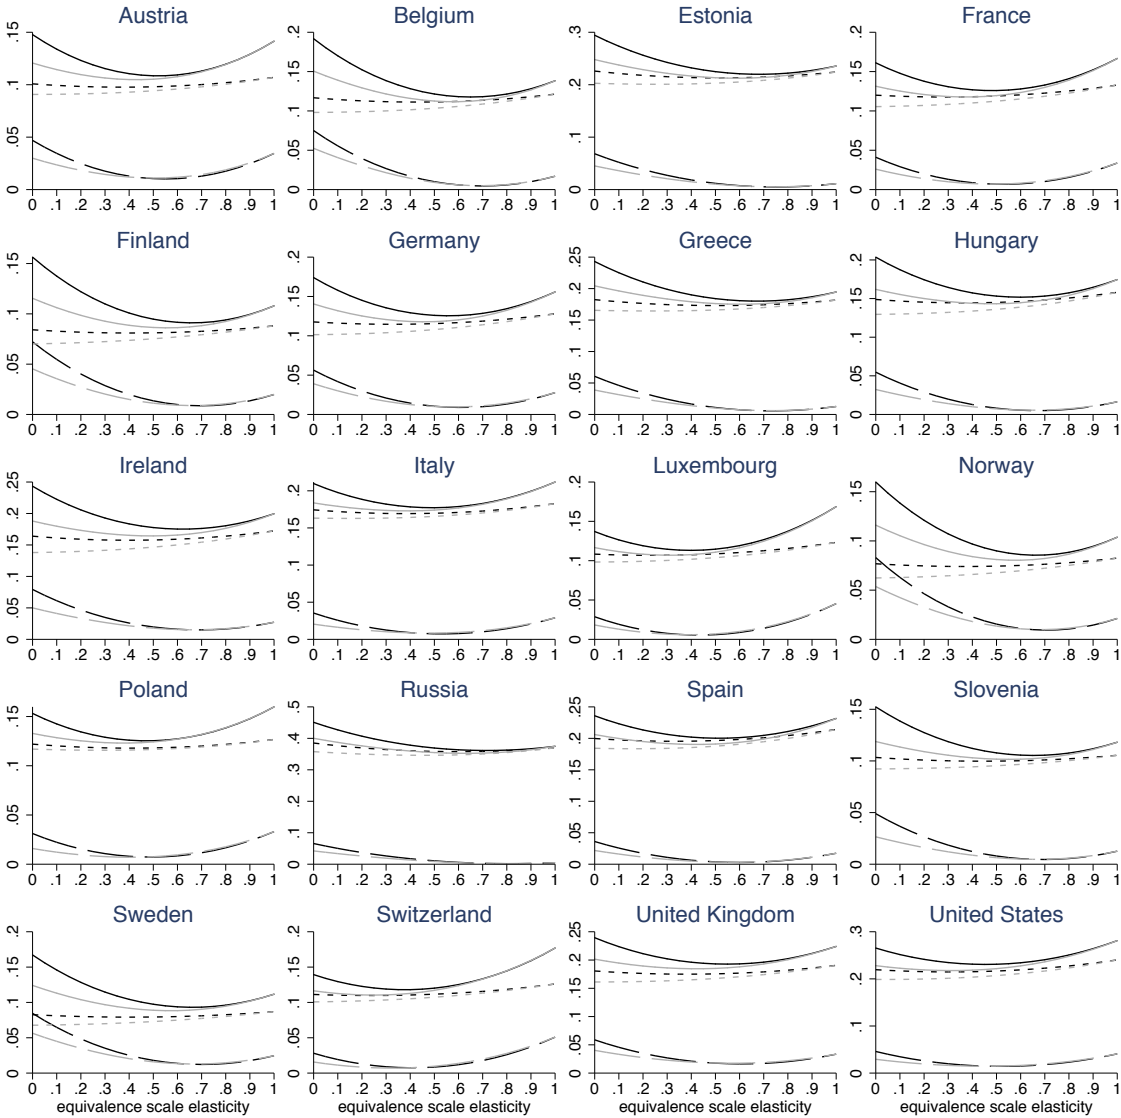 Austria
0 .05 .1 .15
0 .1 .2 .3 .4 .5 .6 .7 .8 .9 1
Belgium
0 .05 .1 .15 .2
0 .1 .2 .3 .4 .5 .6 .7 .8 .9 1
Estonia
0 .1 .2 .3
0 .1 .2 .3 .4 .5 .6 .7 .8 .9 1
France
0 .05 .1 .15 .2
0 .1 .2 .3 .4 .5 .6 .7 .8 .9 1
Finland
0 .05 .1 .15
0 .1 .2 .3 .4 .5 .6 .7 .8 .9 1
Germany
0 .05 .1 .15 .2
0 .1 .2 .3 .4 .5 .6 .7 .8 .9 1
Greece
0 .05 .1 .15 .2 .25
0 .1 .2 .3 .4 .5 .6 .7 .8 .9 1
Hungary
0 .05 .1 .15 .2
0 .1 .2 .3 .4 .5 .6 .7 .8 .9 1
Ireland
0 .05 .1 .15 .2 .25
0 .1 .2 .3 .4 .5 .6 .7 .8 .9 1
Italy
0 .05 .1 .15 .2
0 .1 .2 .3 .4 .5 .6 .7 .8 .9 1
Luxembourg
0 .05 .1 .15 .2
0 .1 .2 .3 .4 .5 .6 .7 .8 .9 1
Norway
0 .05 .1 .15
0 .1 .2 .3 .4 .5 .6 .7 .8 .9 1
Poland
0 .05 .1 .15
0 .1 .2 .3 .4 .5 .6 .7 .8 .9 1
Russia
0 .1 .2 .3 .4 .5
0 .1 .2 .3 .4 .5 .6 .7 .8 .9 1
Spain
0 .05 .1 .15 .2 .25
0 .1 .2 .3 .4 .5 .6 .7 .8 .9 1
Slovenia
0 .05 .1 .15
0 .1 .2 .3 .4 .5 .6 .7 .8 .9 1
Sweden
0 .05 .1 .15 .2
0 .1 .2 .3 .4 .5 .6 .7 .8 .9 1
equivalence scale elasticity
Switzerland
0 .05 .1 .15 .2
0 .1 .2 .3 .4 .5 .6 .7 .8 .9 1
equivalence scale elasticity
United Kingdom
0 .05 .1 .15 .2 .25
0 .1 .2 .3 .4 .5 .6 .7 .8 .9 1
equivalence scale elasticity
United States
0 .1 .2 .3
0 .1 .2 .3 .4 .5 .6 .7 .8 .9 1
equivalence scale elasticity